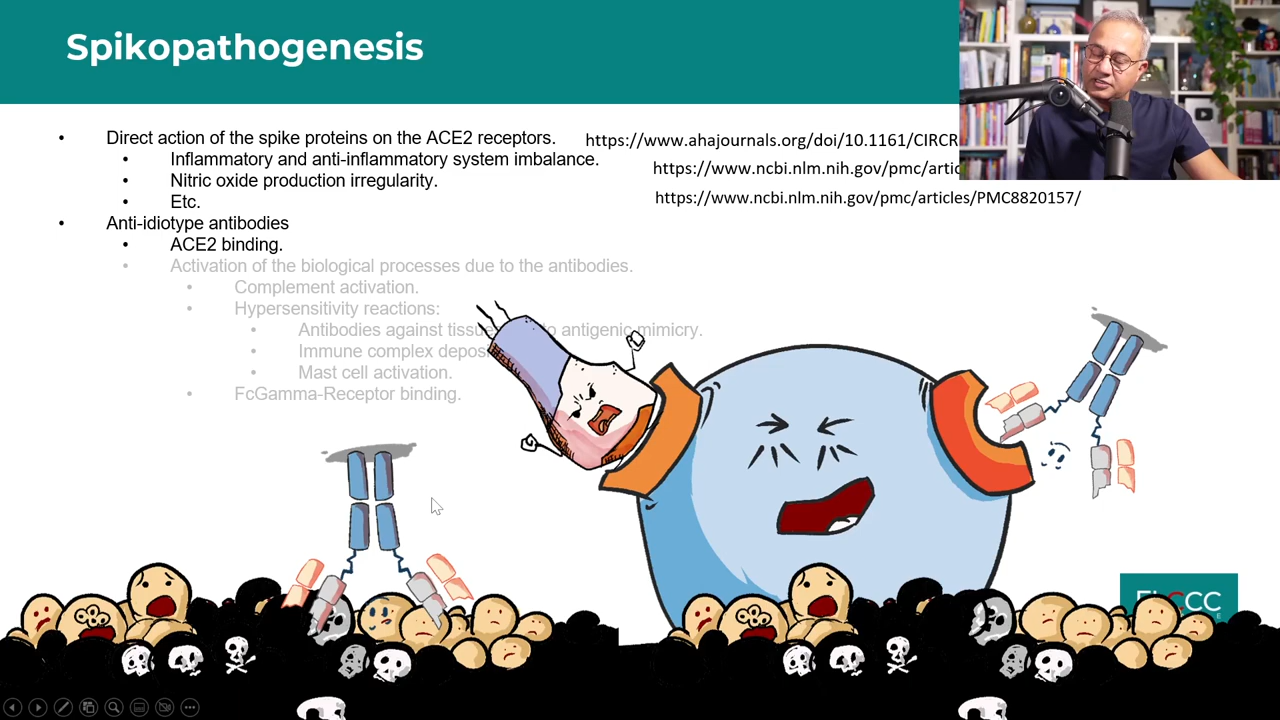 Spikopathogenesis
• Direct action of the spike proteins on the ACE2 receptors. https://www.ahajournals.org/doi/10.1161/CIRCR
• Inflammatory and anti-inflammatory system imbalance.
https://www.ncbi.nlm.nih.gov/pmc/artic
• Nitric oxide production irregularity.
• Etc. https://www.ncbi.nlm.nih.gov/pmc/articles/PMC8820157/
• Anti-idiotype antibodies
• ACE2 binding.
• Activation of the biological processes due to the antibodies.
• Complement activation.
• Hypersensitivity reactions:
• Antibodies against tissues antigenic mimicry.
• Immune complex
• Mast cell activation.
• FcGamma-Receptor binding.